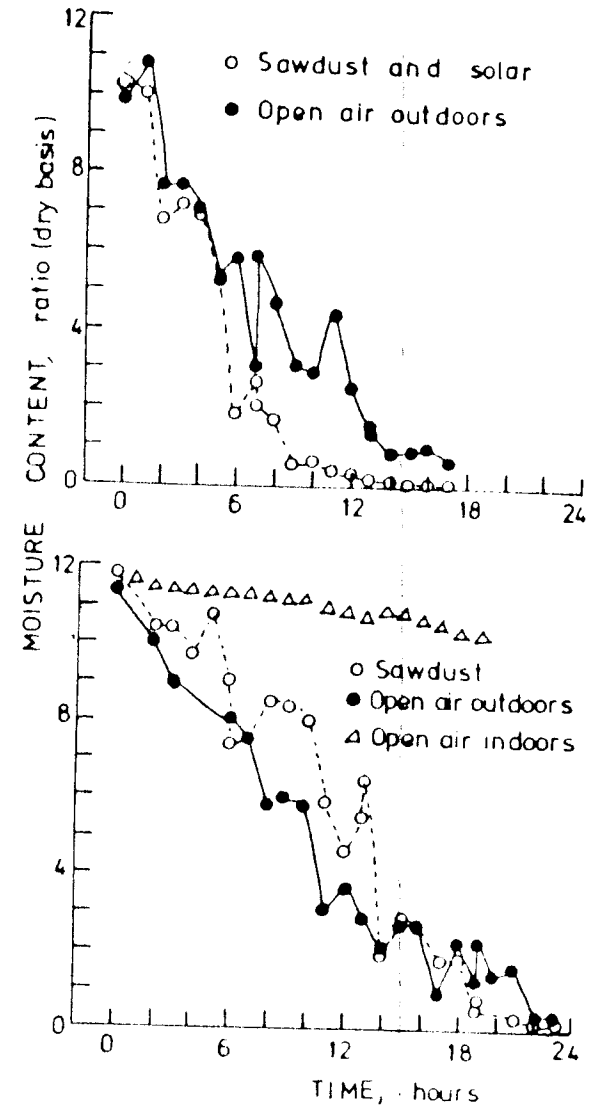 12
8
4
0
0 6 12 18 24
Sawdust and solar
Open air outdoors
MOISTURE CONTENT, ratio (dry basis)
12
8
4
0
0 6 12 18 24
Sawdust
Open air outdoors
Open air indoors
TIME, hours